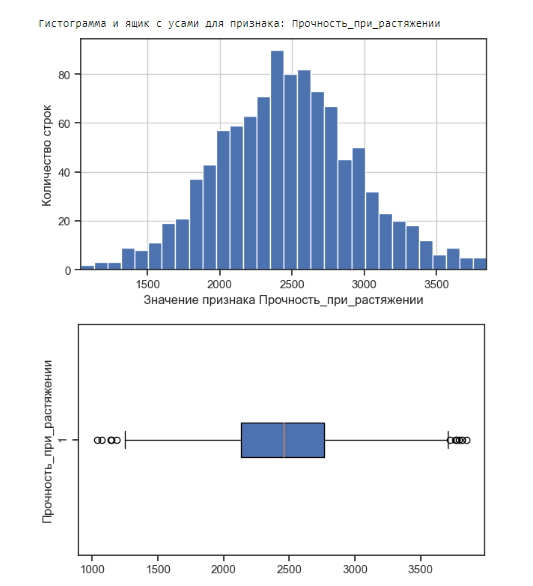 Гистограмма и ящик с усами для признака: Прочность_при_растяжении
Количество строк
80
60
40
20
0
1500 2000 2500 3000 3500
Значение признака Прочность_при_растяжении
Прочность_при_растяжении
1
1000 1500 2000 2500 3000 3500